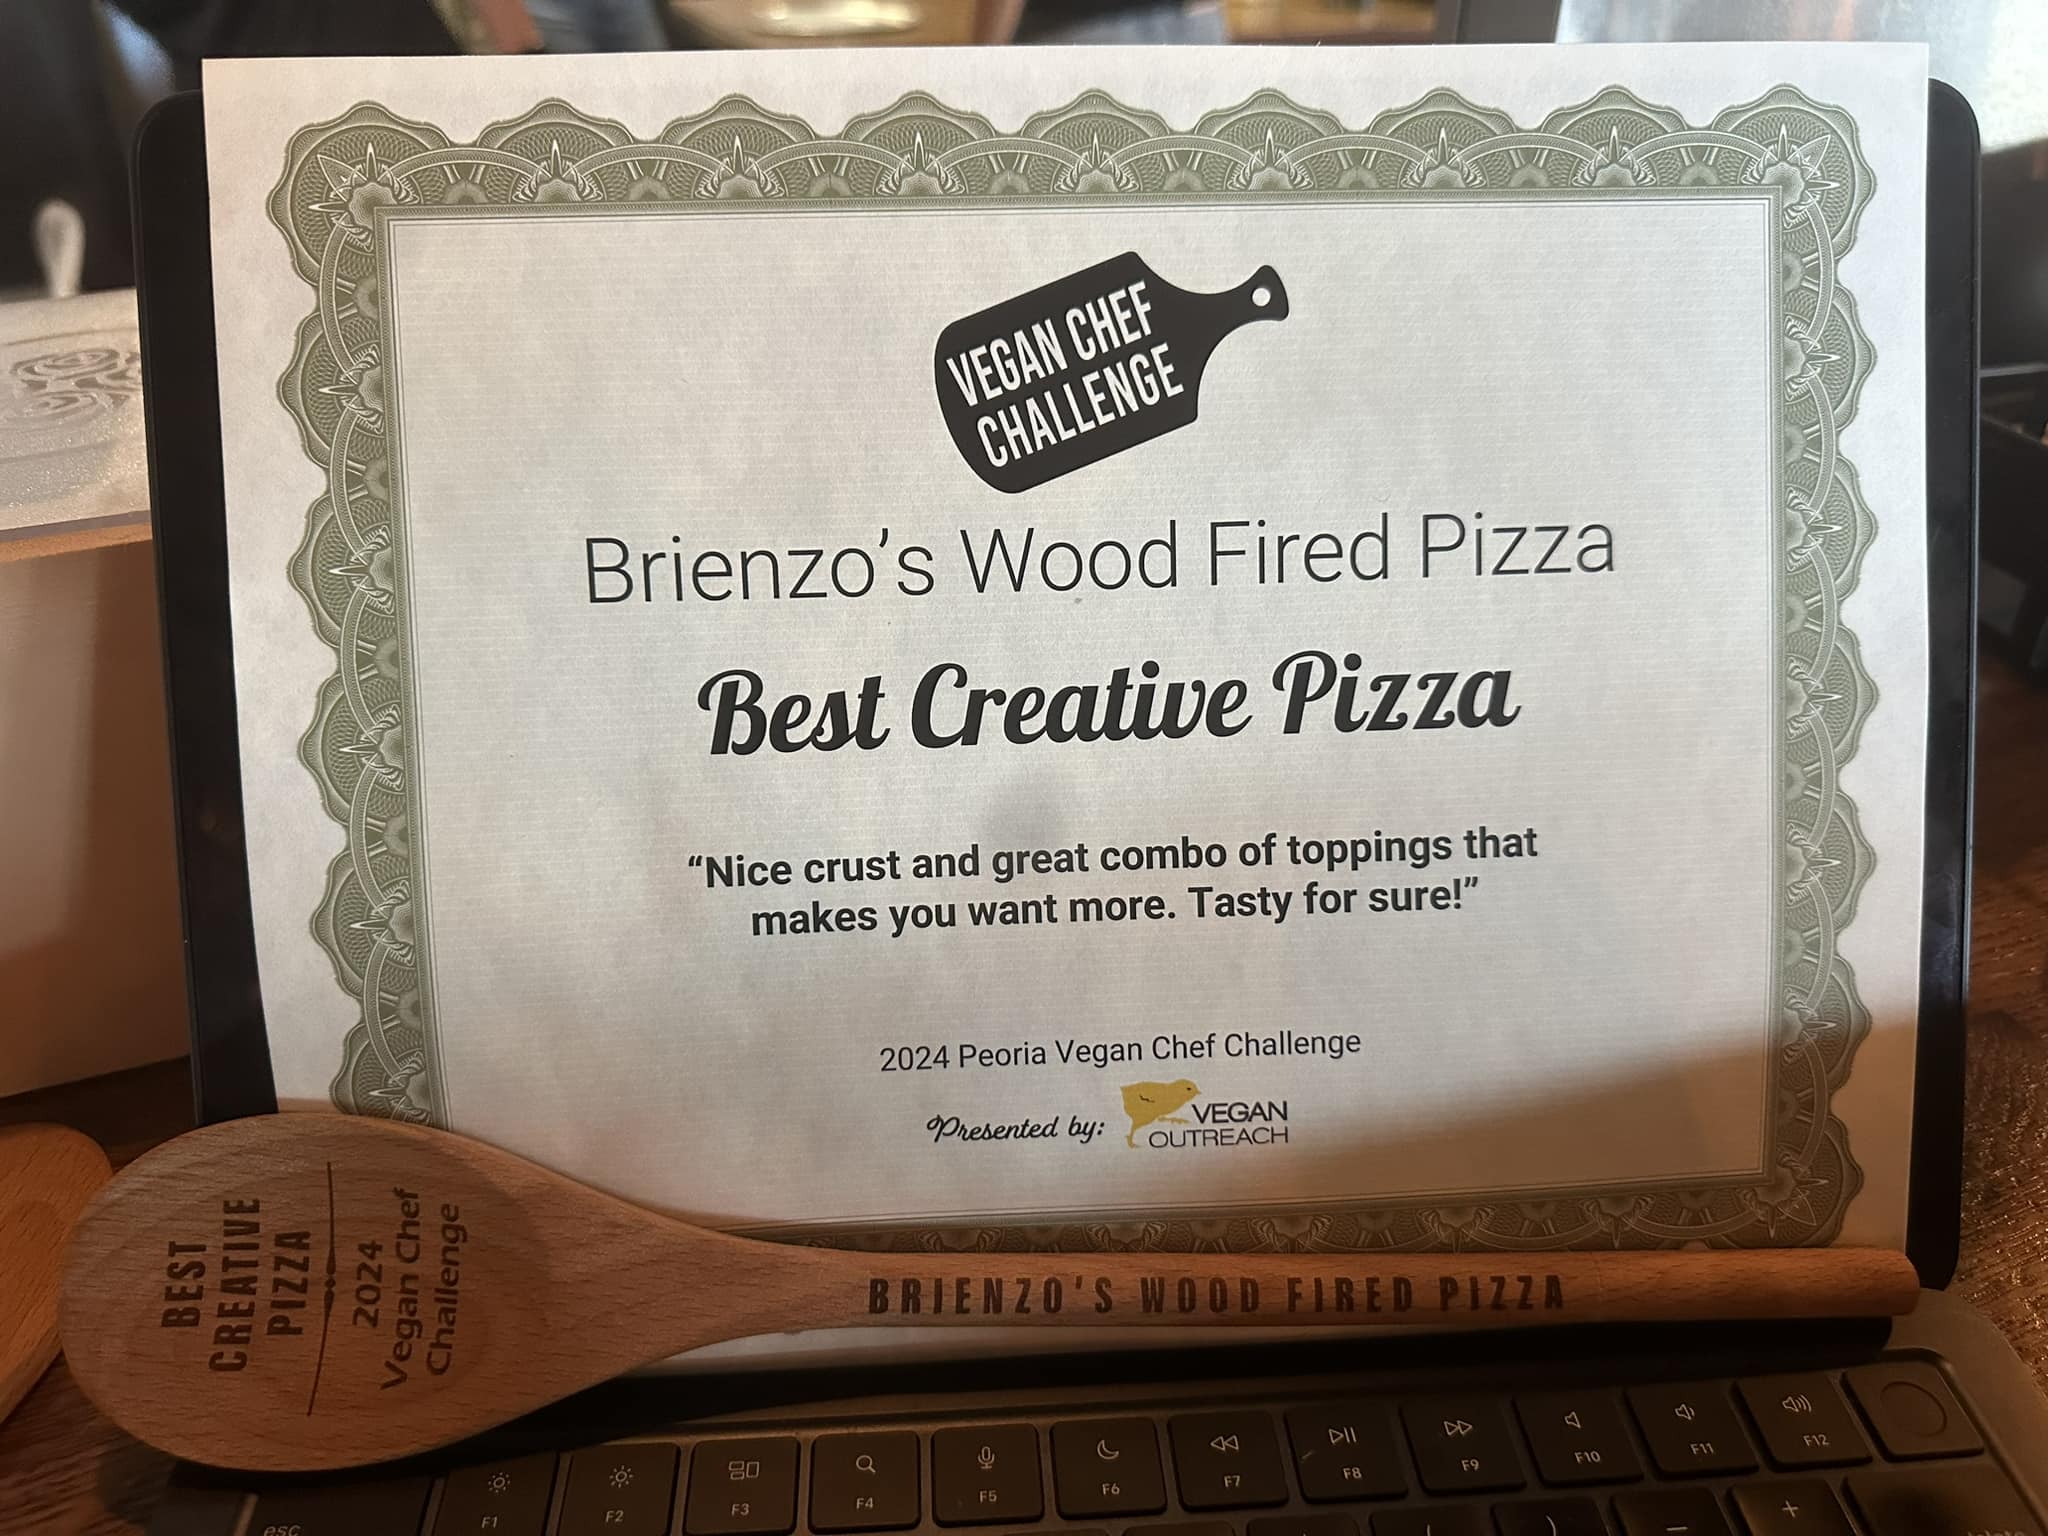 VEGAN CHEF
CHALLENGE
Brienzo’s Wood Fired Pizza
Best Creative Pizza
“Nice crust and great combo of toppings that
makes you want more. Tasty for sure!”
2024 Peoria Vegan Chef Challenge
Presented by:
VEGAN
OUTREACH
BEST
CREATIVE
PIZZA
2024
Vegan Chef
Challenge
BRIENZO'S WOOD FIRED PIZZA
esc
F1
F2
F3
F4
F5
F6
F7
F8
F9
F10
F11
F12
+